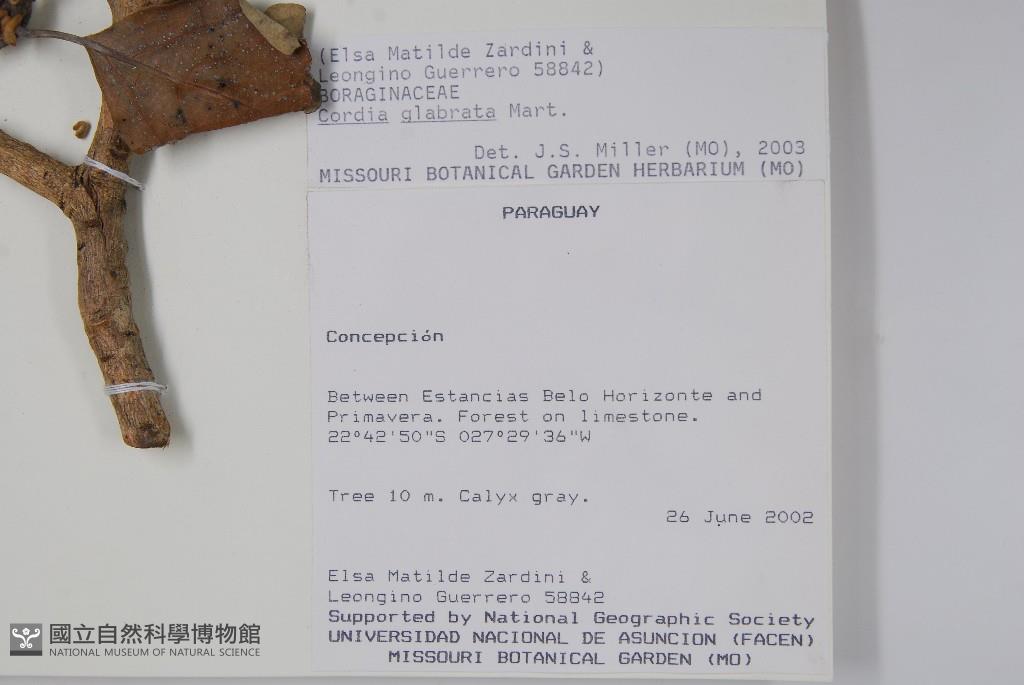 (Elsa Matilde Zardini &
Leongino Guerrero 58842)
BORAGINACEAE
Cordia glabrata Mart.
Det. J.S. Miller (MO), 2003
MISSOURI BOTANICAL GARDEN HERBARIUM (MO)
PARAGUAY
Concepción
Between Estancias Belo Horizonte and
Primavera. Forest on limestone.
22°42'50"S 027°29'36"W
Tree 10 m. Calyx gray.
26 June 2002
Elsa Matilde Zardini &
Leongino Guerrero 58842
Supported by National Geographic Society
UNIVERSIDAD NACIONAL DE ASUNCION (FACEN)
MISSOURI BOTANICAL GARDEN (MO)
國立自然科學博物館
NATIONAL MUSEUM OF NATURAL SCIENCE